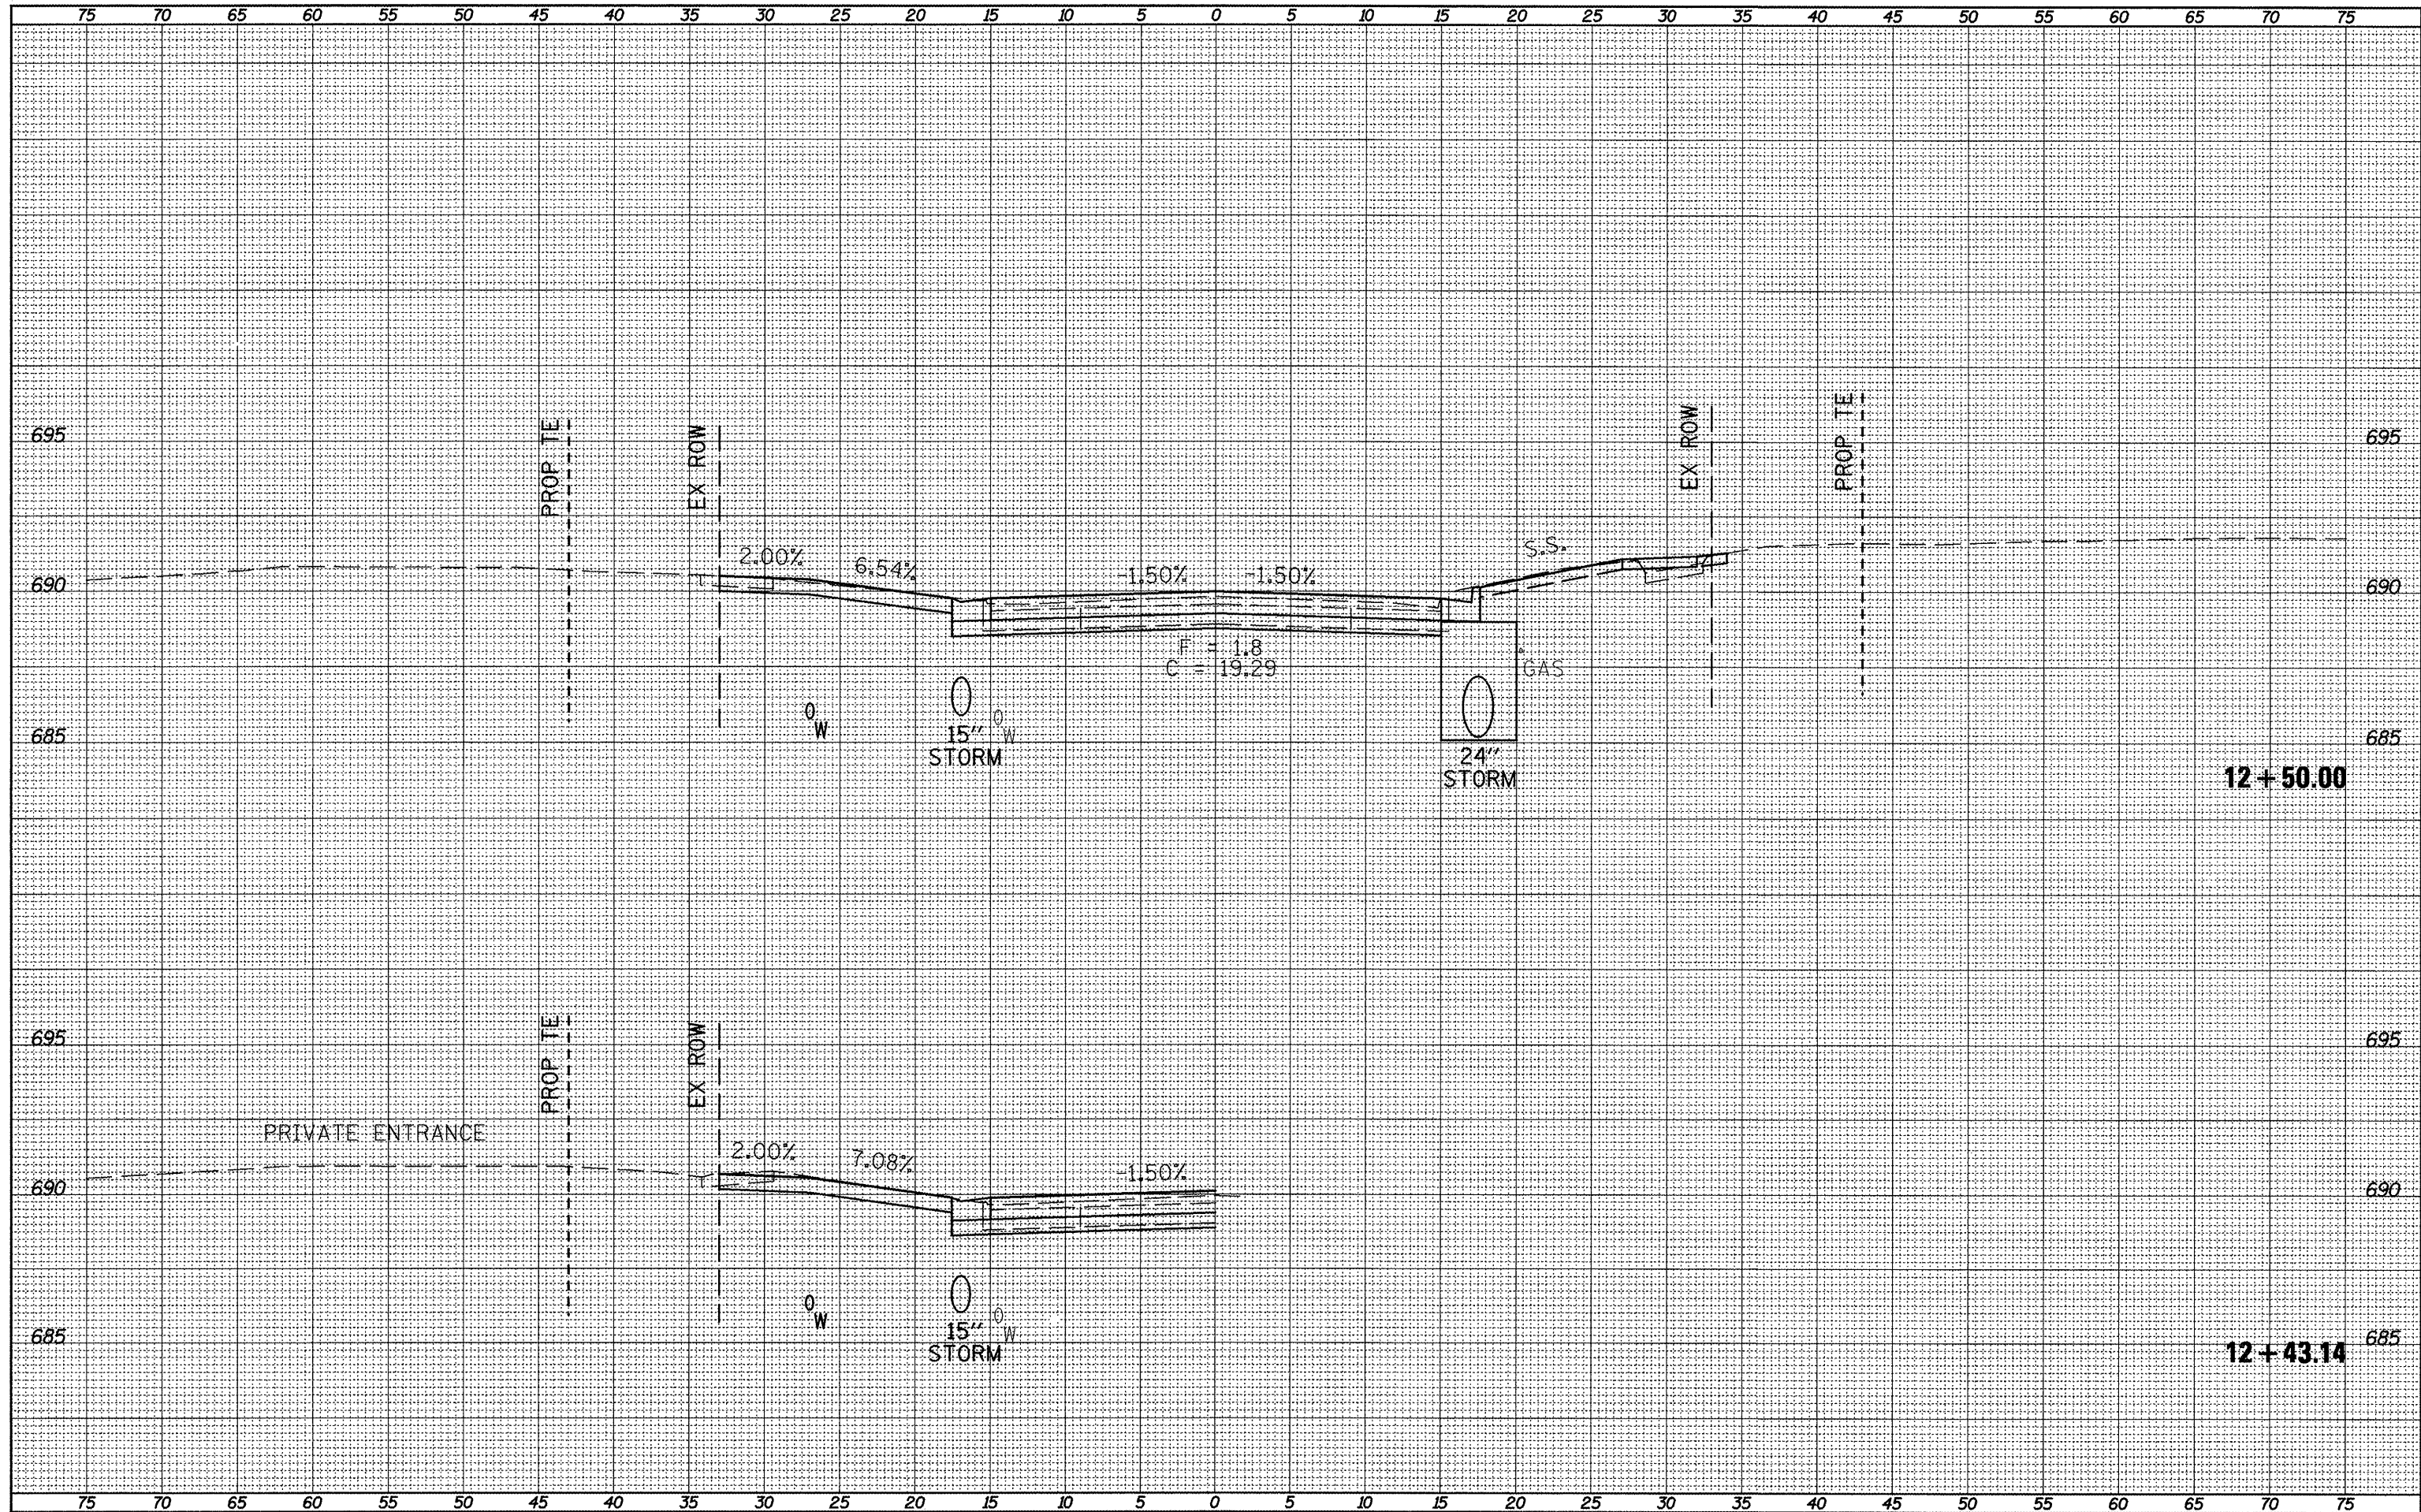 75 70 65 60 55 50 45 40 35 30 25 20 15 10 5 0 5 10 15 20 25 30 35 40 45 50 55 60 65 70 75
695 PROP TE EX ROW EX ROW PROP TE 695
2.00% 6.54% -1.50% -1.50% S.S.
690 690
F = 1.8
C = 19.29 GAS
0 W 0 W
685 15" 685
STORM 24"
STORM
12 + 50.00
695 PROP TE EX ROW 695
PRIVATE ENTRANCE
2.00% 7.08% -1.50%
690 690
0 W 0 W
685 15" 685
STORM
12 + 43.14
75 70 65 60 55 50 45 40 35 30 25 20 15 10 5 0 5 10 15 20 25 30 35 40 45 50 55 60 65 70 75